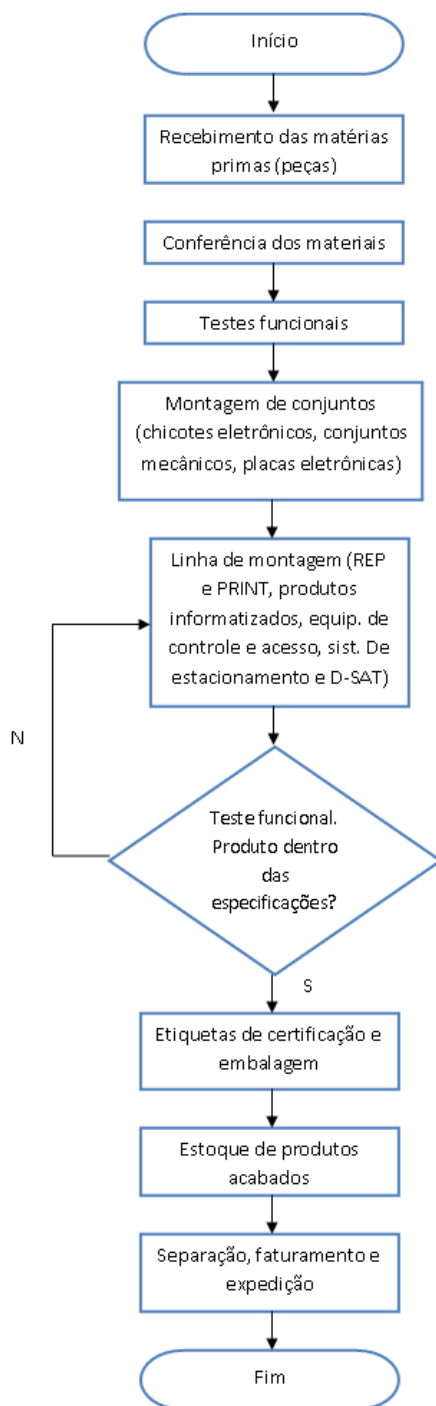 Início
Recebimento das matérias
primas (peças)
Conferência dos materiais
Testes funcionais
Montagem de conjuntos
(chicotes eletrônicos, conjuntos
mecânicos, placas eletrônicas)
Linha de montagem (REP
e PRINT, produtos
informatizados, equip. de
controle e acesso, sist. De
estacionamento e D-SAT)
N
Teste funcional.
Produto dentro
das
especificações?
S
Etiquetas de certificação e
embalagem
Estoque de produtos
acabados
Separação, faturamento e
expedição
Fim